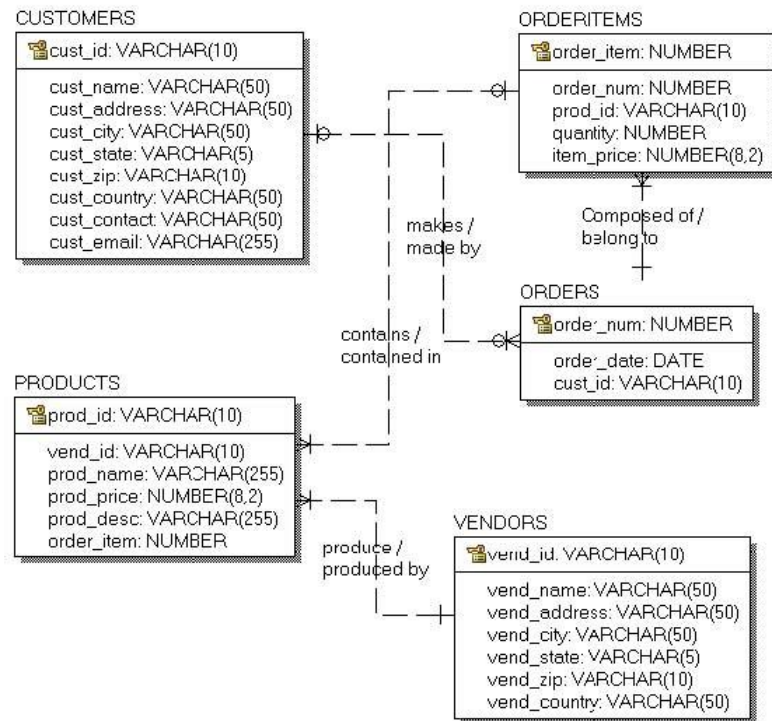 CUSTOMERS
cust_id: VARCHAR(10)
cust_name: VARCHAR(50)
cust_address: VARCHAR(50)
cust_city: VARCHAR(50)
cust_state: VARCHAR(5)
cust_zip: VARCHAR(10)
cust_country: VARCHAR(50)
cust_contact: VARCHAR(50)
cust_email: VARCHAR(255)
ORDERITEMS
order_item: NUMBER
order_num: NUMBER
prod_id: VARCHAR(10)
quantity: NUMBER
item_price: NUMBER(8,2)
makes /
made by
Composed of /
belong to
ORDERS
order_num: NUMBER
order_date: DATE
cust_id: VARCHAR(10)
contains /
contained in
PRODUCTS
prod_id: VARCHAR(10)
vend_id: VARCHAR(10)
prod_name: VARCHAR(255)
prod_price: NUMBER(8,2)
prod_desc: VARCHAR(255)
order_item: NUMBER
produce /
produced by
VENDORS
vend_id: VARCHAR(10)
vend_name: VARCHAR(50)
vend_address: VARCHAR(50)
vend_city: VARCHAR(50)
vend_state: VARCHAR(5)
vend_zip: VARCHAR(10)
vend_country: VARCHAR(50)